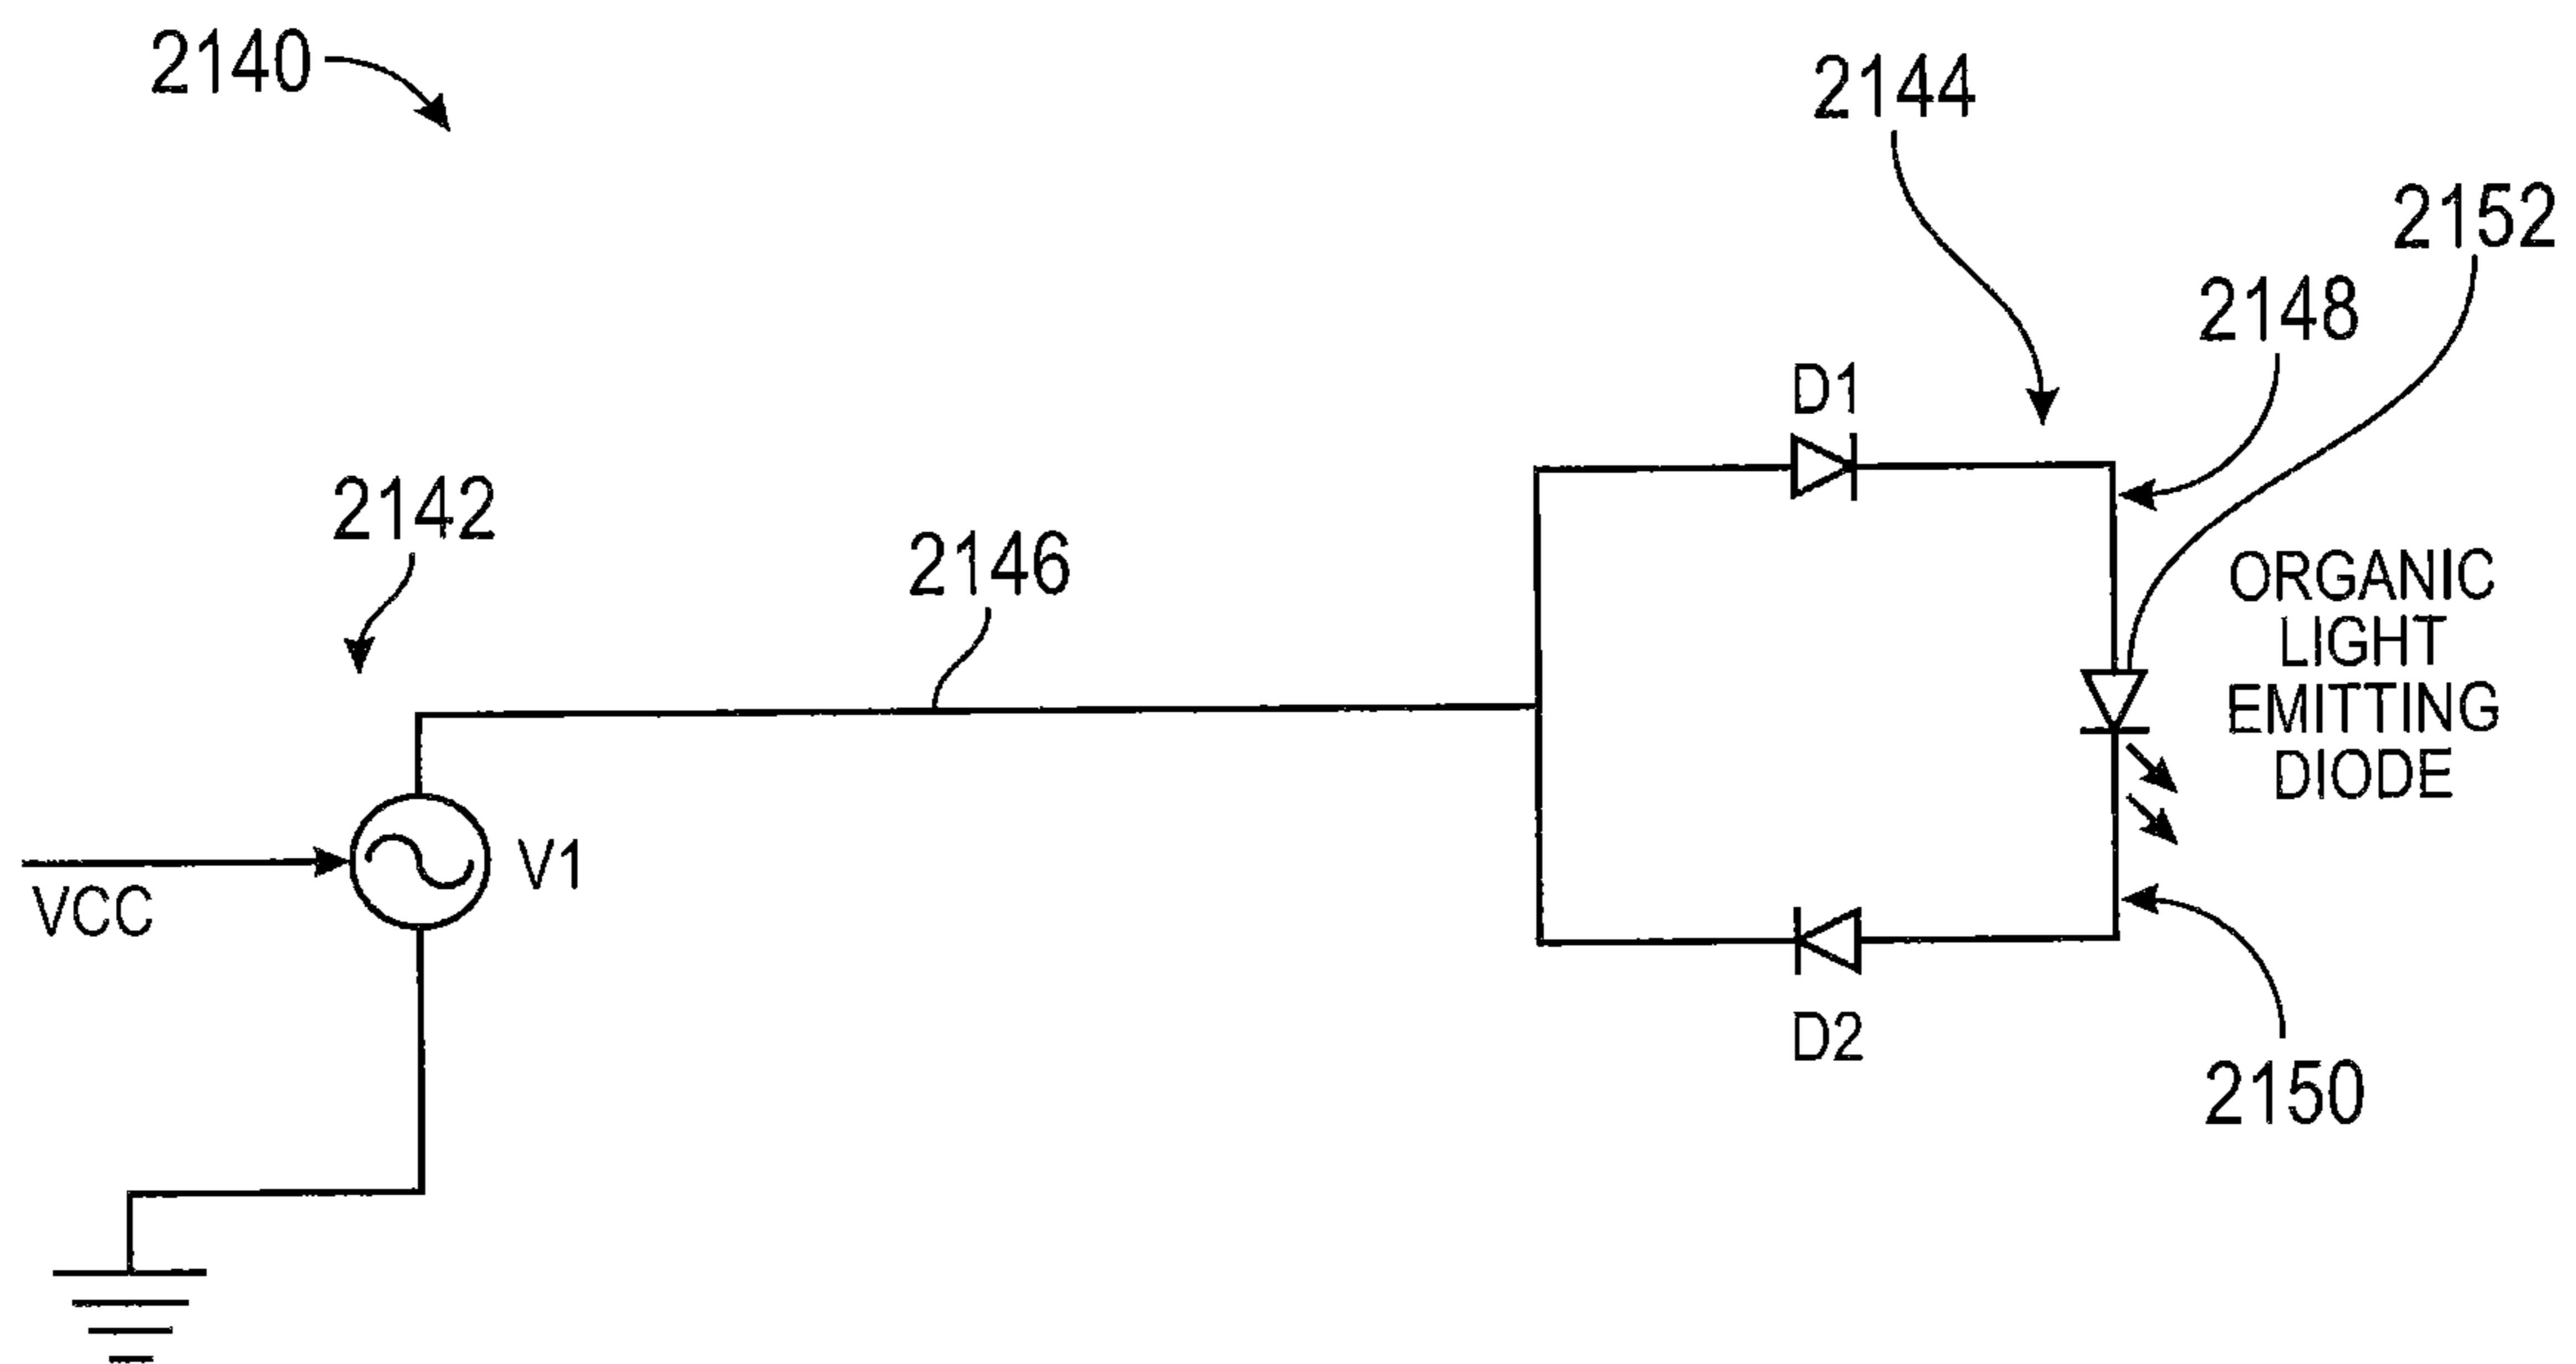 2140
2144
2152
2148
D1
2142
2146
ORGANIC
LIGHT
EMITTING
DIODE
V1
VCC
D2
2150